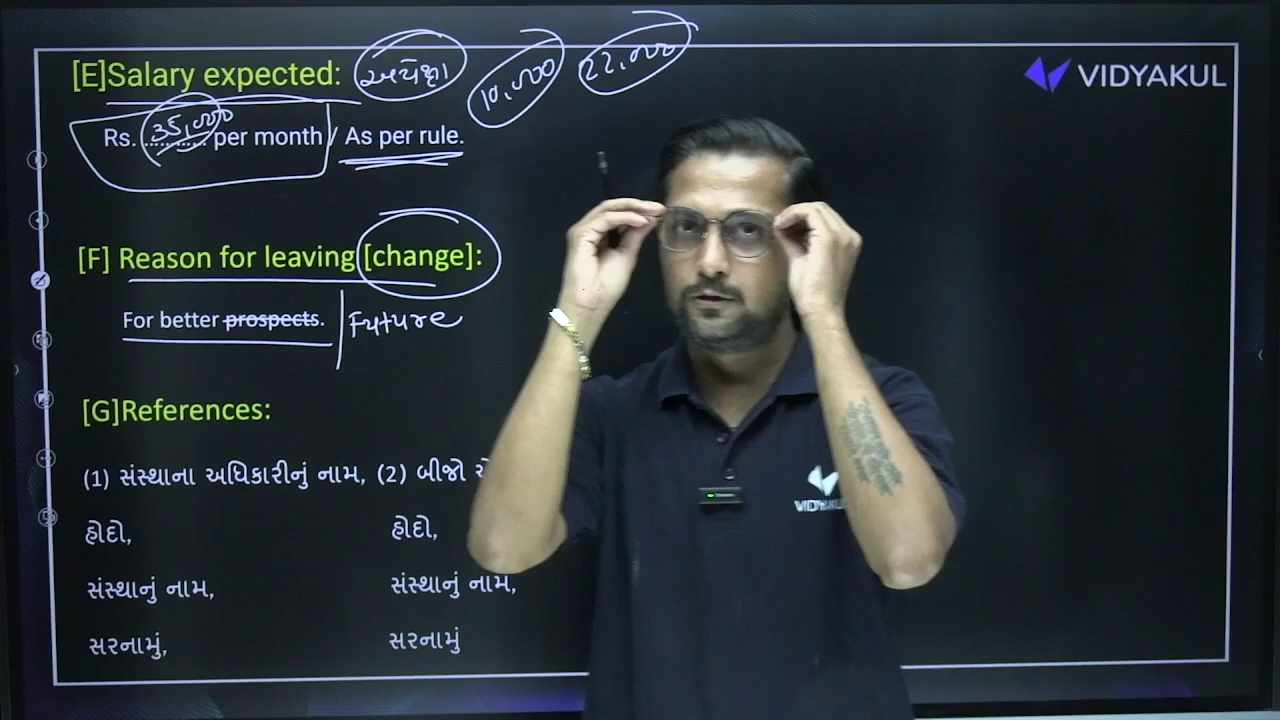 [E]Salary expected: અપેક્ષા 10,000 22,000
VIDYAKUL
Rs. ......... per month / As per rule.
35,000
[F] Reason for leaving [change]:
For better prospects. Future
[G]References:
(1) સંસ્થાના અધિકારીનું નામ, (2) બીજો
હોદો, હોદો,
સંસ્થાનું નામ, સંસ્થાનું નામ,
સરનામું, સરનામું
VIDYAKUL